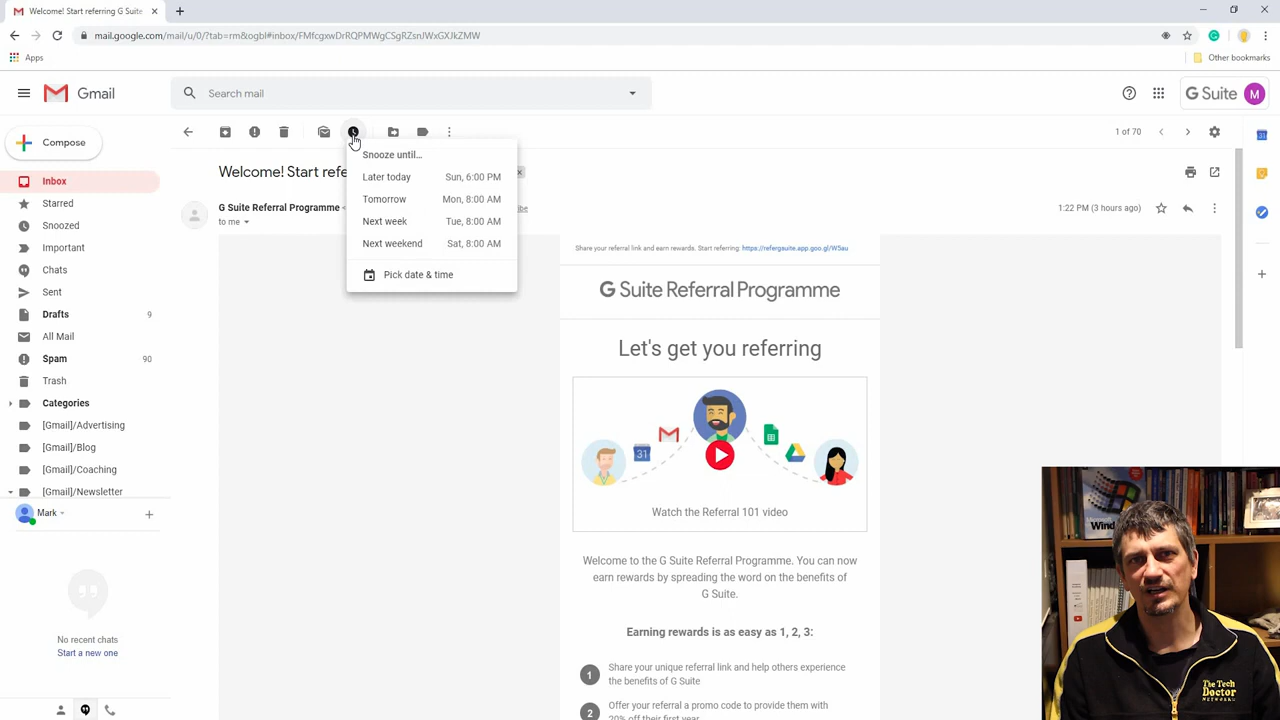 Welcome! Start referring G Suite
mail.google.com/mail/u/0/?tab=rm&ogbl#inbox/FMfcgxwDrRQPMWgCSgRZsnJWxGXJkZMW
Apps
Other bookmarks
Gmail
Search mail
G Suite M
Compose
1 of 70
Inbox
Starred
Snoozed
Important
Chats
Sent
Drafts 9
All Mail
Spam 90
Trash
Categories
[Gmail]/Advertising
[Gmail]/Blog
[Gmail]/Coaching
[Gmail]/Newsletter
Mark
No recent chats
Start a new one
Welcome! Start refe
G Suite Referral Programme
to me
1:22 PM (3 hours ago)
Snooze until...
Later today Sun, 6:00 PM
Tomorrow Mon, 8:00 AM
Next week Tue, 8:00 AM
Next weekend Sat, 8:00 AM
Pick date & time
Share your referral link and earn rewards. Start referring: https://refergsuite.app.goo.gl/W5au
G Suite Referral Programme
Let's get you referring
31
Watch the Referral 101 video
Welcome to the G Suite Referral Programme. You can now
earn rewards by spreading the word on the benefits of
G Suite.
Earning rewards is as easy as 1, 2, 3:
1 Share your unique referral link and help others experience
the benefits of G Suite
2 Offer your referral a promo code to provide them with
20% off their first year
The Tech
Doctor
NETWORK